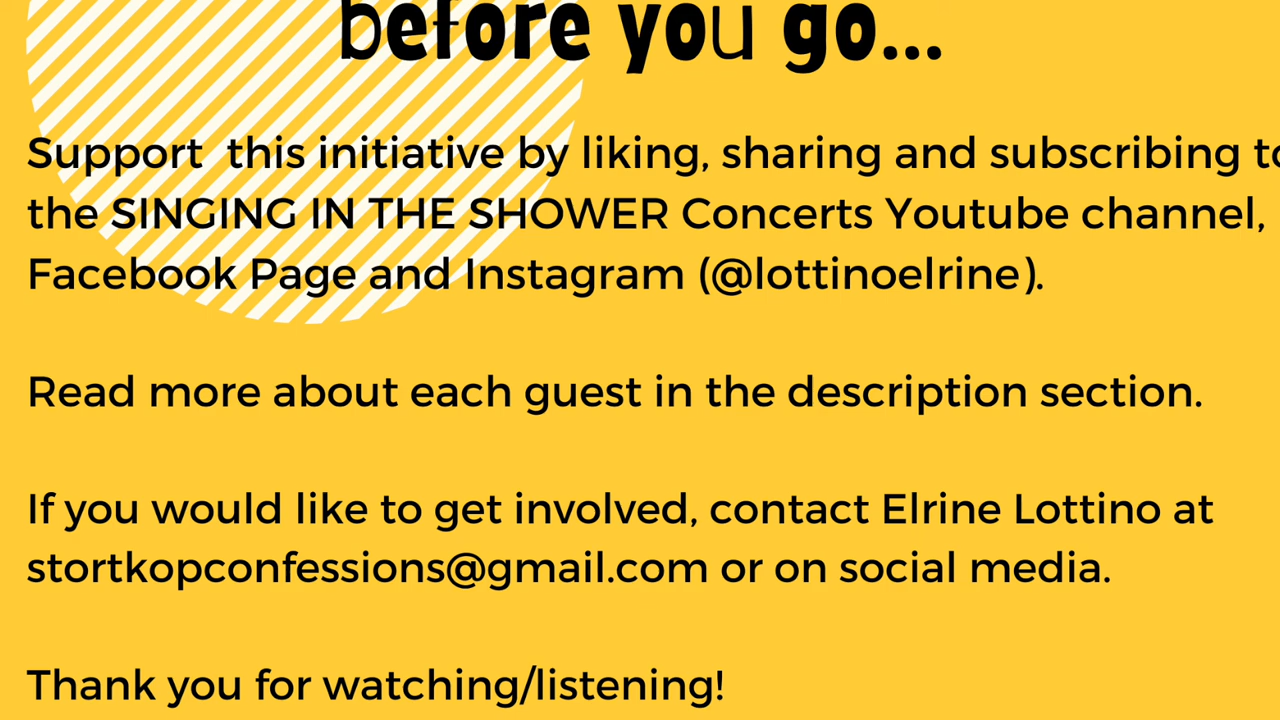 before you go...
Support this initiative by liking, sharing and subscribing to
the SINGING IN THE SHOWER Concerts Youtube channel,
Facebook Page and Instagram (@lottinoelrine).
Read more about each guest in the description section.
If you would like to get involved, contact Elrine Lottino at
stortkopconfessions@gmail.com or on social media.
Thank you for watching/listening!